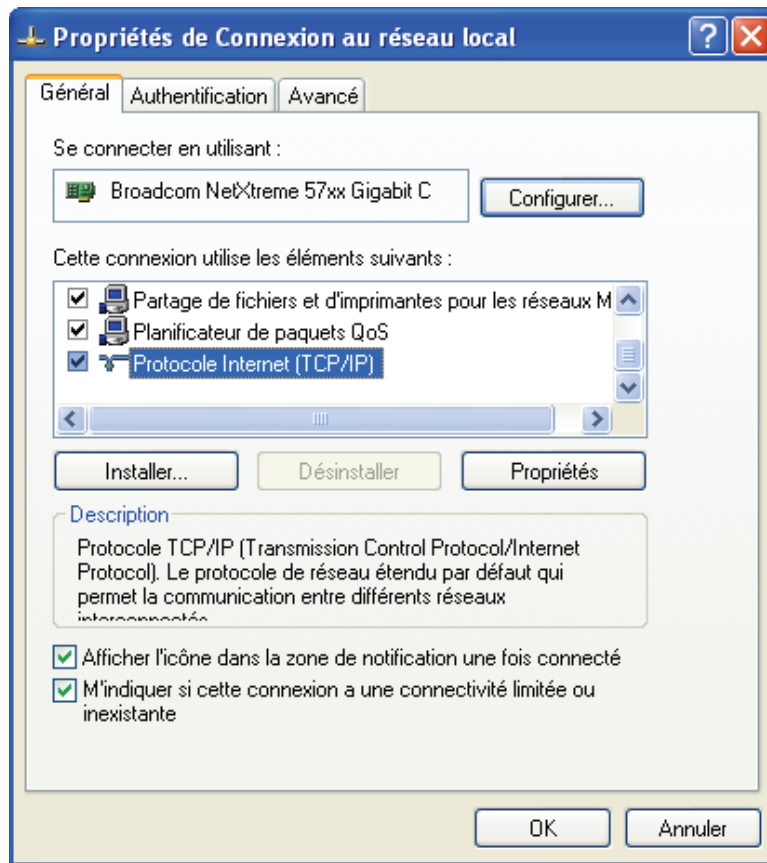 Propriétés de Connexion au réseau local
Général
Authentification
Avancé
Se connecter en utilisant :
Broadcom NetXtreme 57xx Gigabit C
Configurer...
Cette connexion utilise les éléments suivants :
Partage de fichiers et d'imprimantes pour les réseaux M
Planificateur de paquets QoS
Protocole Internet (TCP/IP)
Installer...
Désinstaller
Propriétés
Description
Protocole TCP/IP (Transmission Control Protocol/Internet
Protocol). Le protocole de réseau étendu par défaut qui
permet la communication entre différents réseaux
interconnectés.
Afficher l'icône dans la zone de notification une fois connecté
M'indiquer si cette connexion a une connectivité limitée ou
inexistante
OK
Annuler